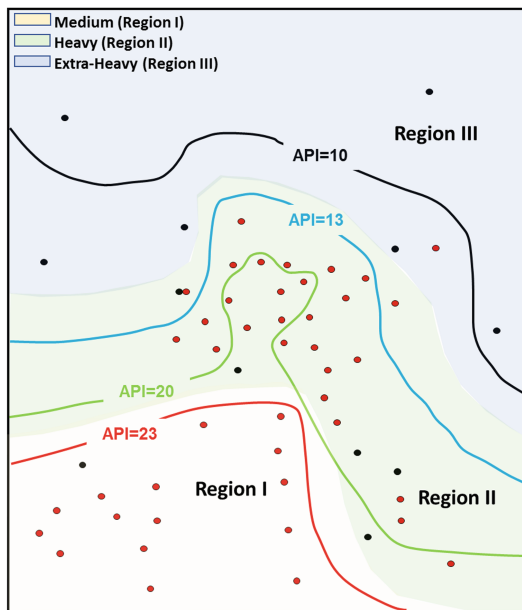 Medium (Region I)
Heavy (Region II)
Extra-Heavy (Region III)
Region III
API=10
API=13
API=20
API=23
Region I
Region II